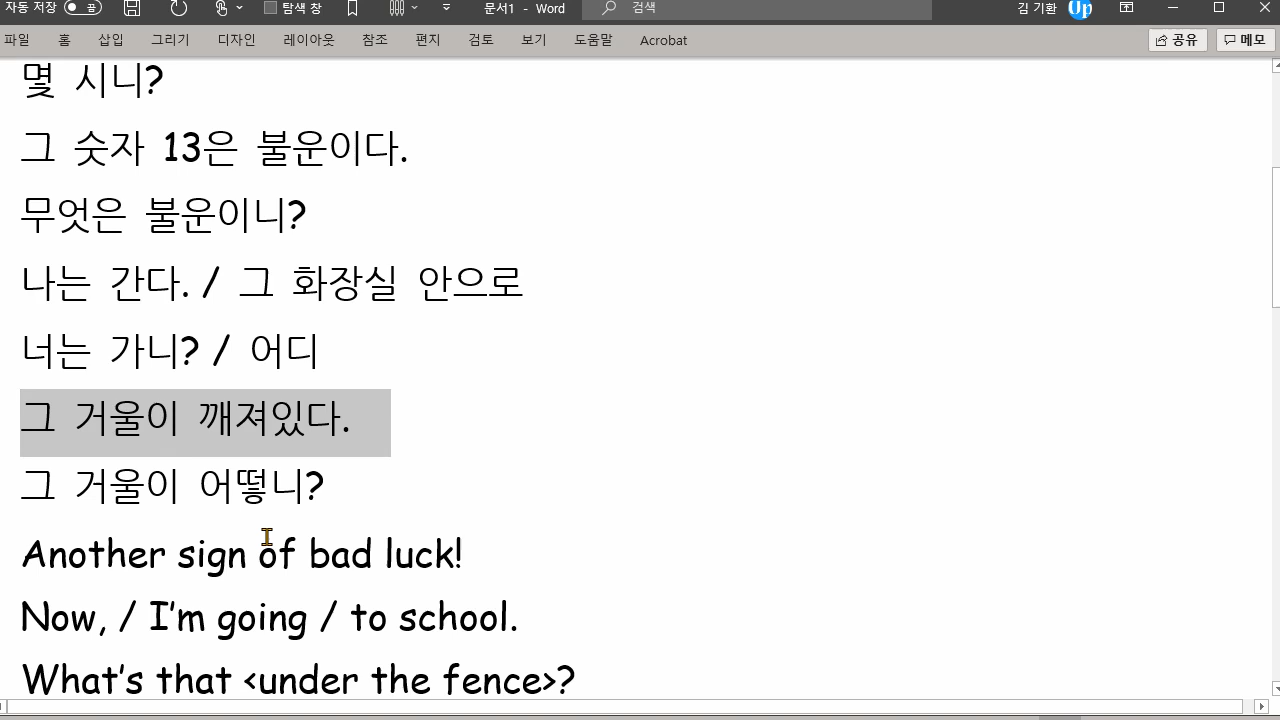 자동 저장 끔 탐색 창 문서1 - Word 검색 김 기환 Up
파일 홈 삽입 그리기 디자인 레이아웃 참조 편지 검토 보기 도움말 Acrobat 공유 메모
몇 시니?
그 숫자 13은 불운이다.
무엇은 불운이니?
나는 간다. / 그 화장실 안으로
너는 가니? / 어디
그 거울이 깨져있다.
그 거울이 어떻니?
Another sign of bad luck!
Now, / I'm going / to school.
What's that <under the fence>?